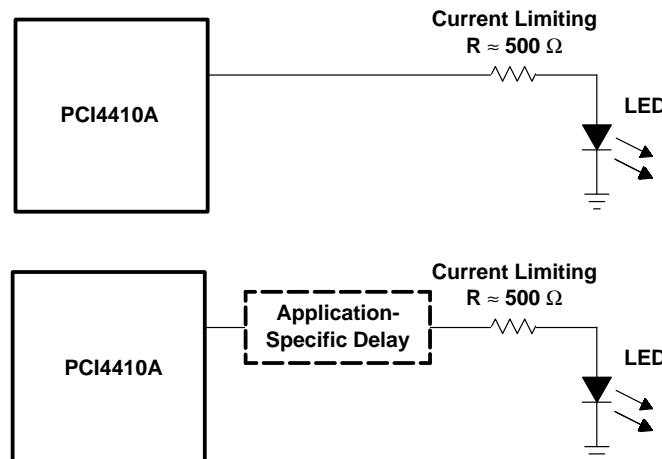 Current Limiting
R ≈ 500 Ω
PCI4410A
LED
Current Limiting
R ≈ 500 Ω
Application-
Specific Delay
PCI4410A
LED